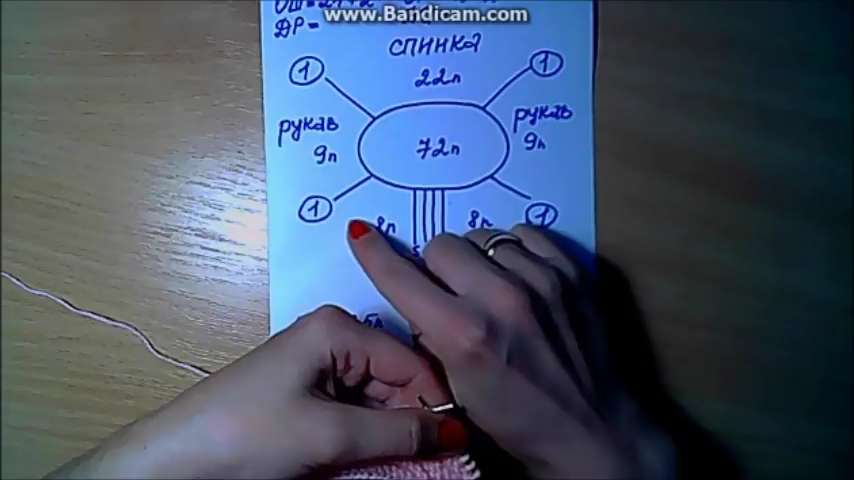 www.Bandicam.com
ДР=
СПИНКА
22п
1
1
рукав
9п
рукав
9п
72п
1
1
8п
8п